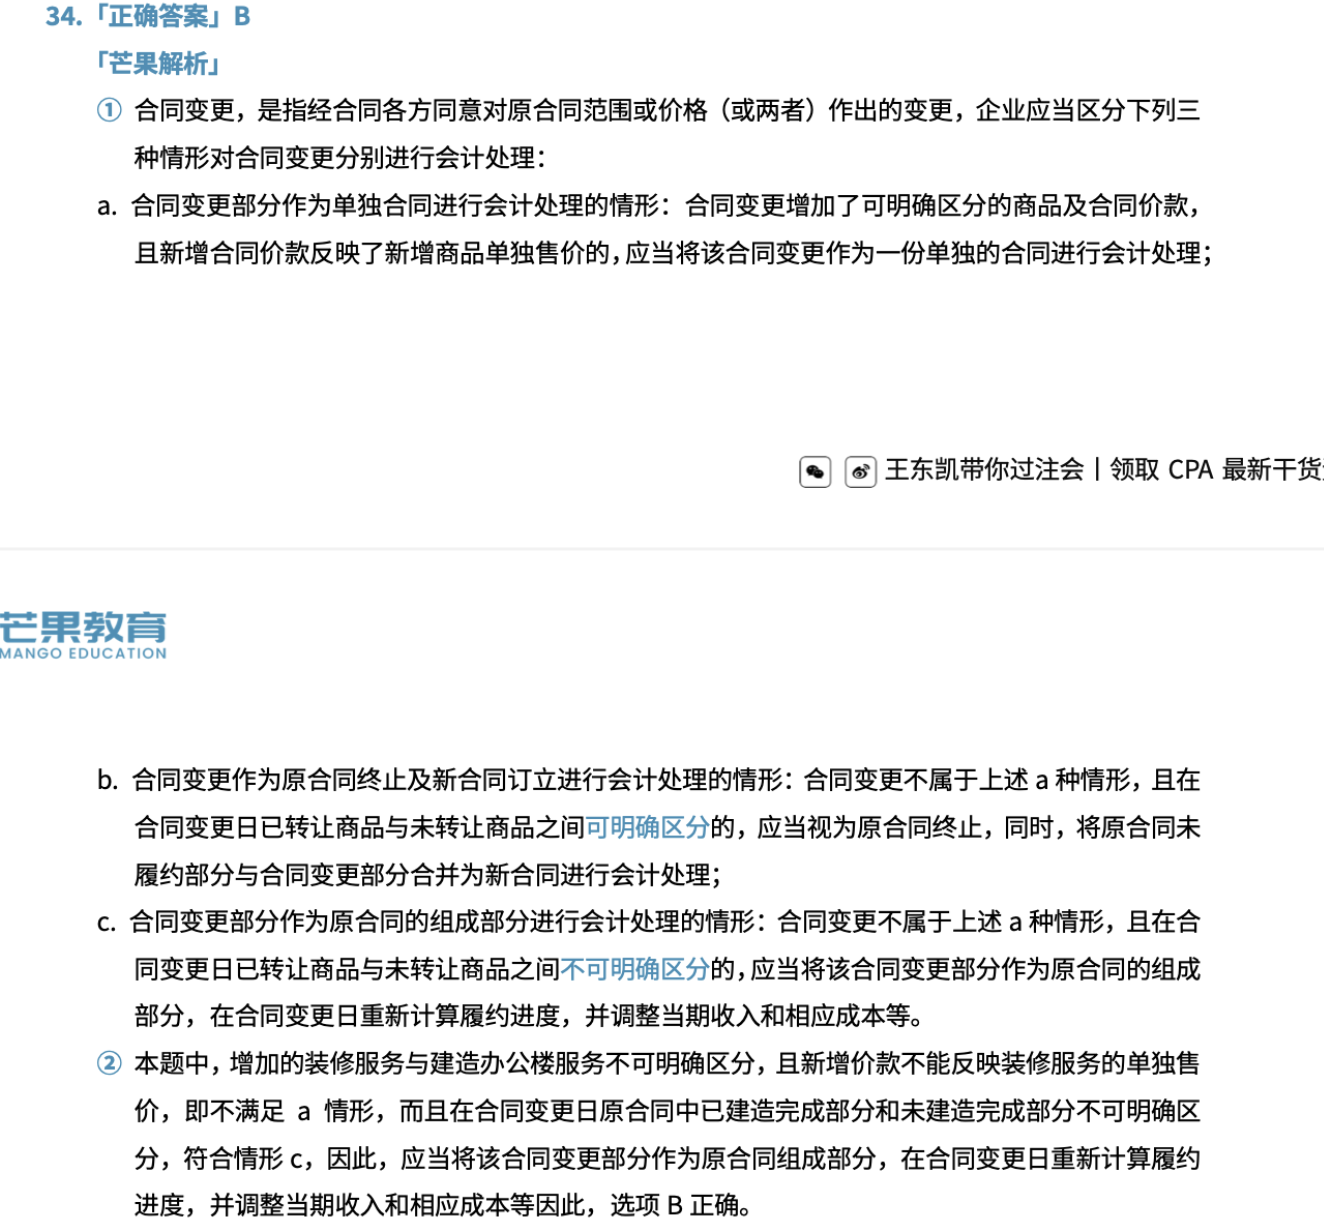 34.「正确答案」B
「芒果解析」
① 合同变更，是指经合同各方同意对原合同范围或价格（或两者）作出的变更，企业应当区分下列三
种情形对合同变更分别进行会计处理：
a. 合同变更部分作为单独合同进行会计处理的情形：合同变更增加了可明确区分的商品及合同价款，
且新增合同价款反映了新增商品单独售价的，应当将该合同变更作为一份单独的合同进行会计处理；
王东凯带你过注会丨领取 CPA 最新干货
芒果教育
MANGO EDUCATION
b. 合同变更作为原合同终止及新合同订立进行会计处理的情形：合同变更不属于上述 a 种情形，且在
合同变更日已转让商品与未转让商品之间可明确区分的，应当视为原合同终止，同时，将原合同未
履约部分与合同变更部分合并为新合同进行会计处理；
c. 合同变更部分作为原合同的组成部分进行会计处理的情形：合同变更不属于上述 a 种情形，且在合
同变更日已转让商品与未转让商品之间不可明确区分的，应当将该合同变更部分作为原合同的组成
部分，在合同变更日重新计算履约进度，并调整当期收入和相应成本等。
② 本题中，增加的装修服务与建造办公楼服务不可明确区分，且新增价款不能反映装修服务的单独售
价，即不满足 a 情形，而且在合同变更日原合同中已建造完成部分和未建造完成部分不可明确区
分，符合情形 c，因此，应当将该合同变更部分作为原合同组成部分，在合同变更日重新计算履约
进度，并调整当期收入和相应成本等因此，选项 B 正确。